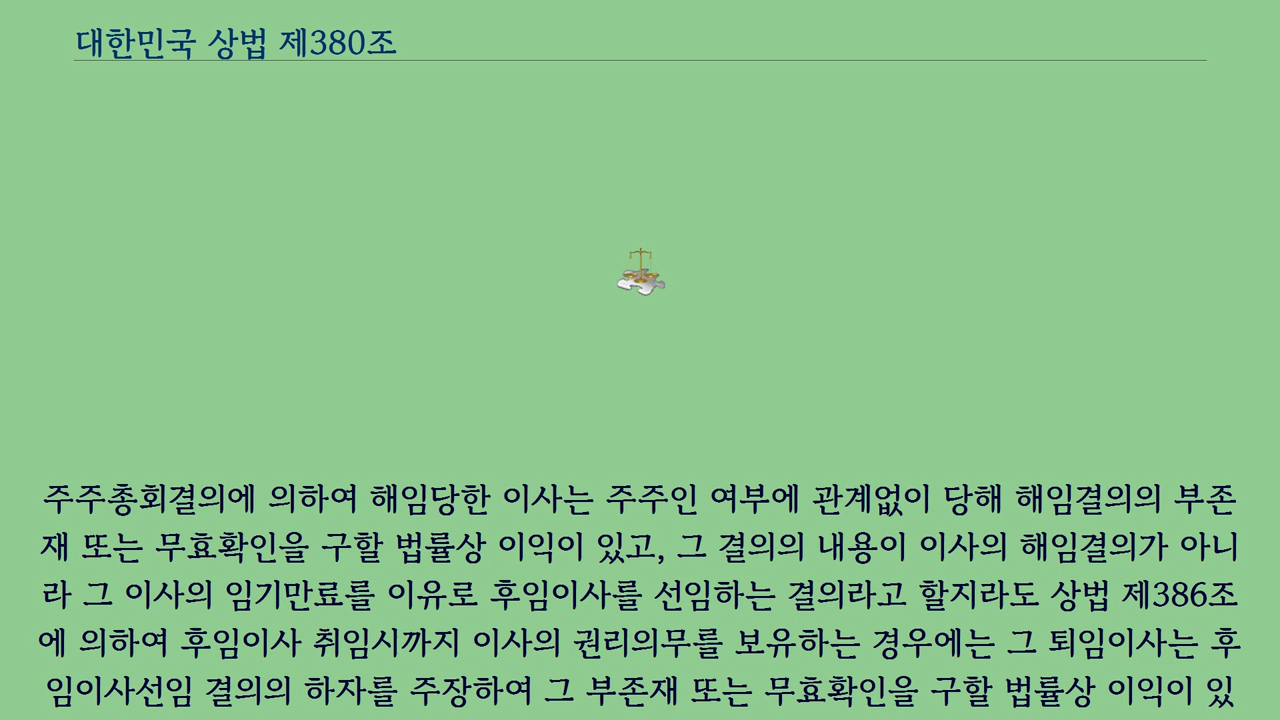 대한민국 상법 제380조
주주총회결의에 의하여 해임당한 이사는 주주인 여부에 관계없이 당해 해임결의의 부존
재 또는 무효확인을 구할 법률상 이익이 있고, 그 결의의 내용이 이사의 해임결의가 아니
라 그 이사의 임기만료를 이유로 후임이사를 선임하는 결의라고 할지라도 상법 제386조
에 의하여 후임이사 취임시까지 이사의 권리의무를 보유하는 경우에는 그 퇴임이사는 후
임이사선임 결의의 하자를 주장하여 그 부존재 또는 무효확인을 구할 법률상 이익이 있